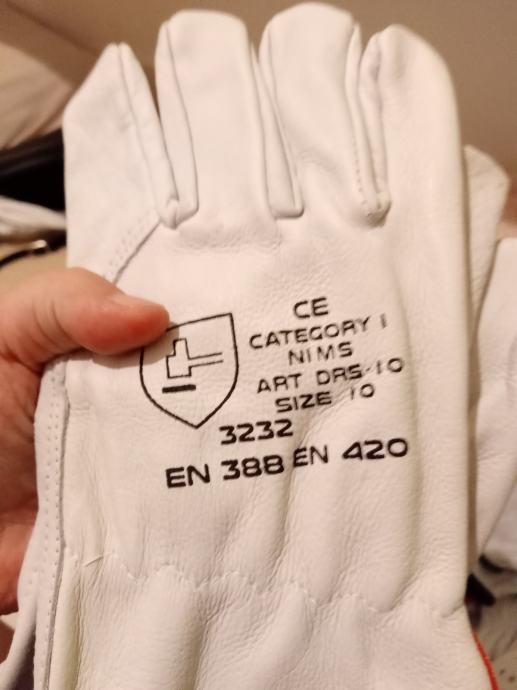 CE
CATEGORY I
NIMS
ART DRS-10
SIZE 10
3232
EN 388 EN 420